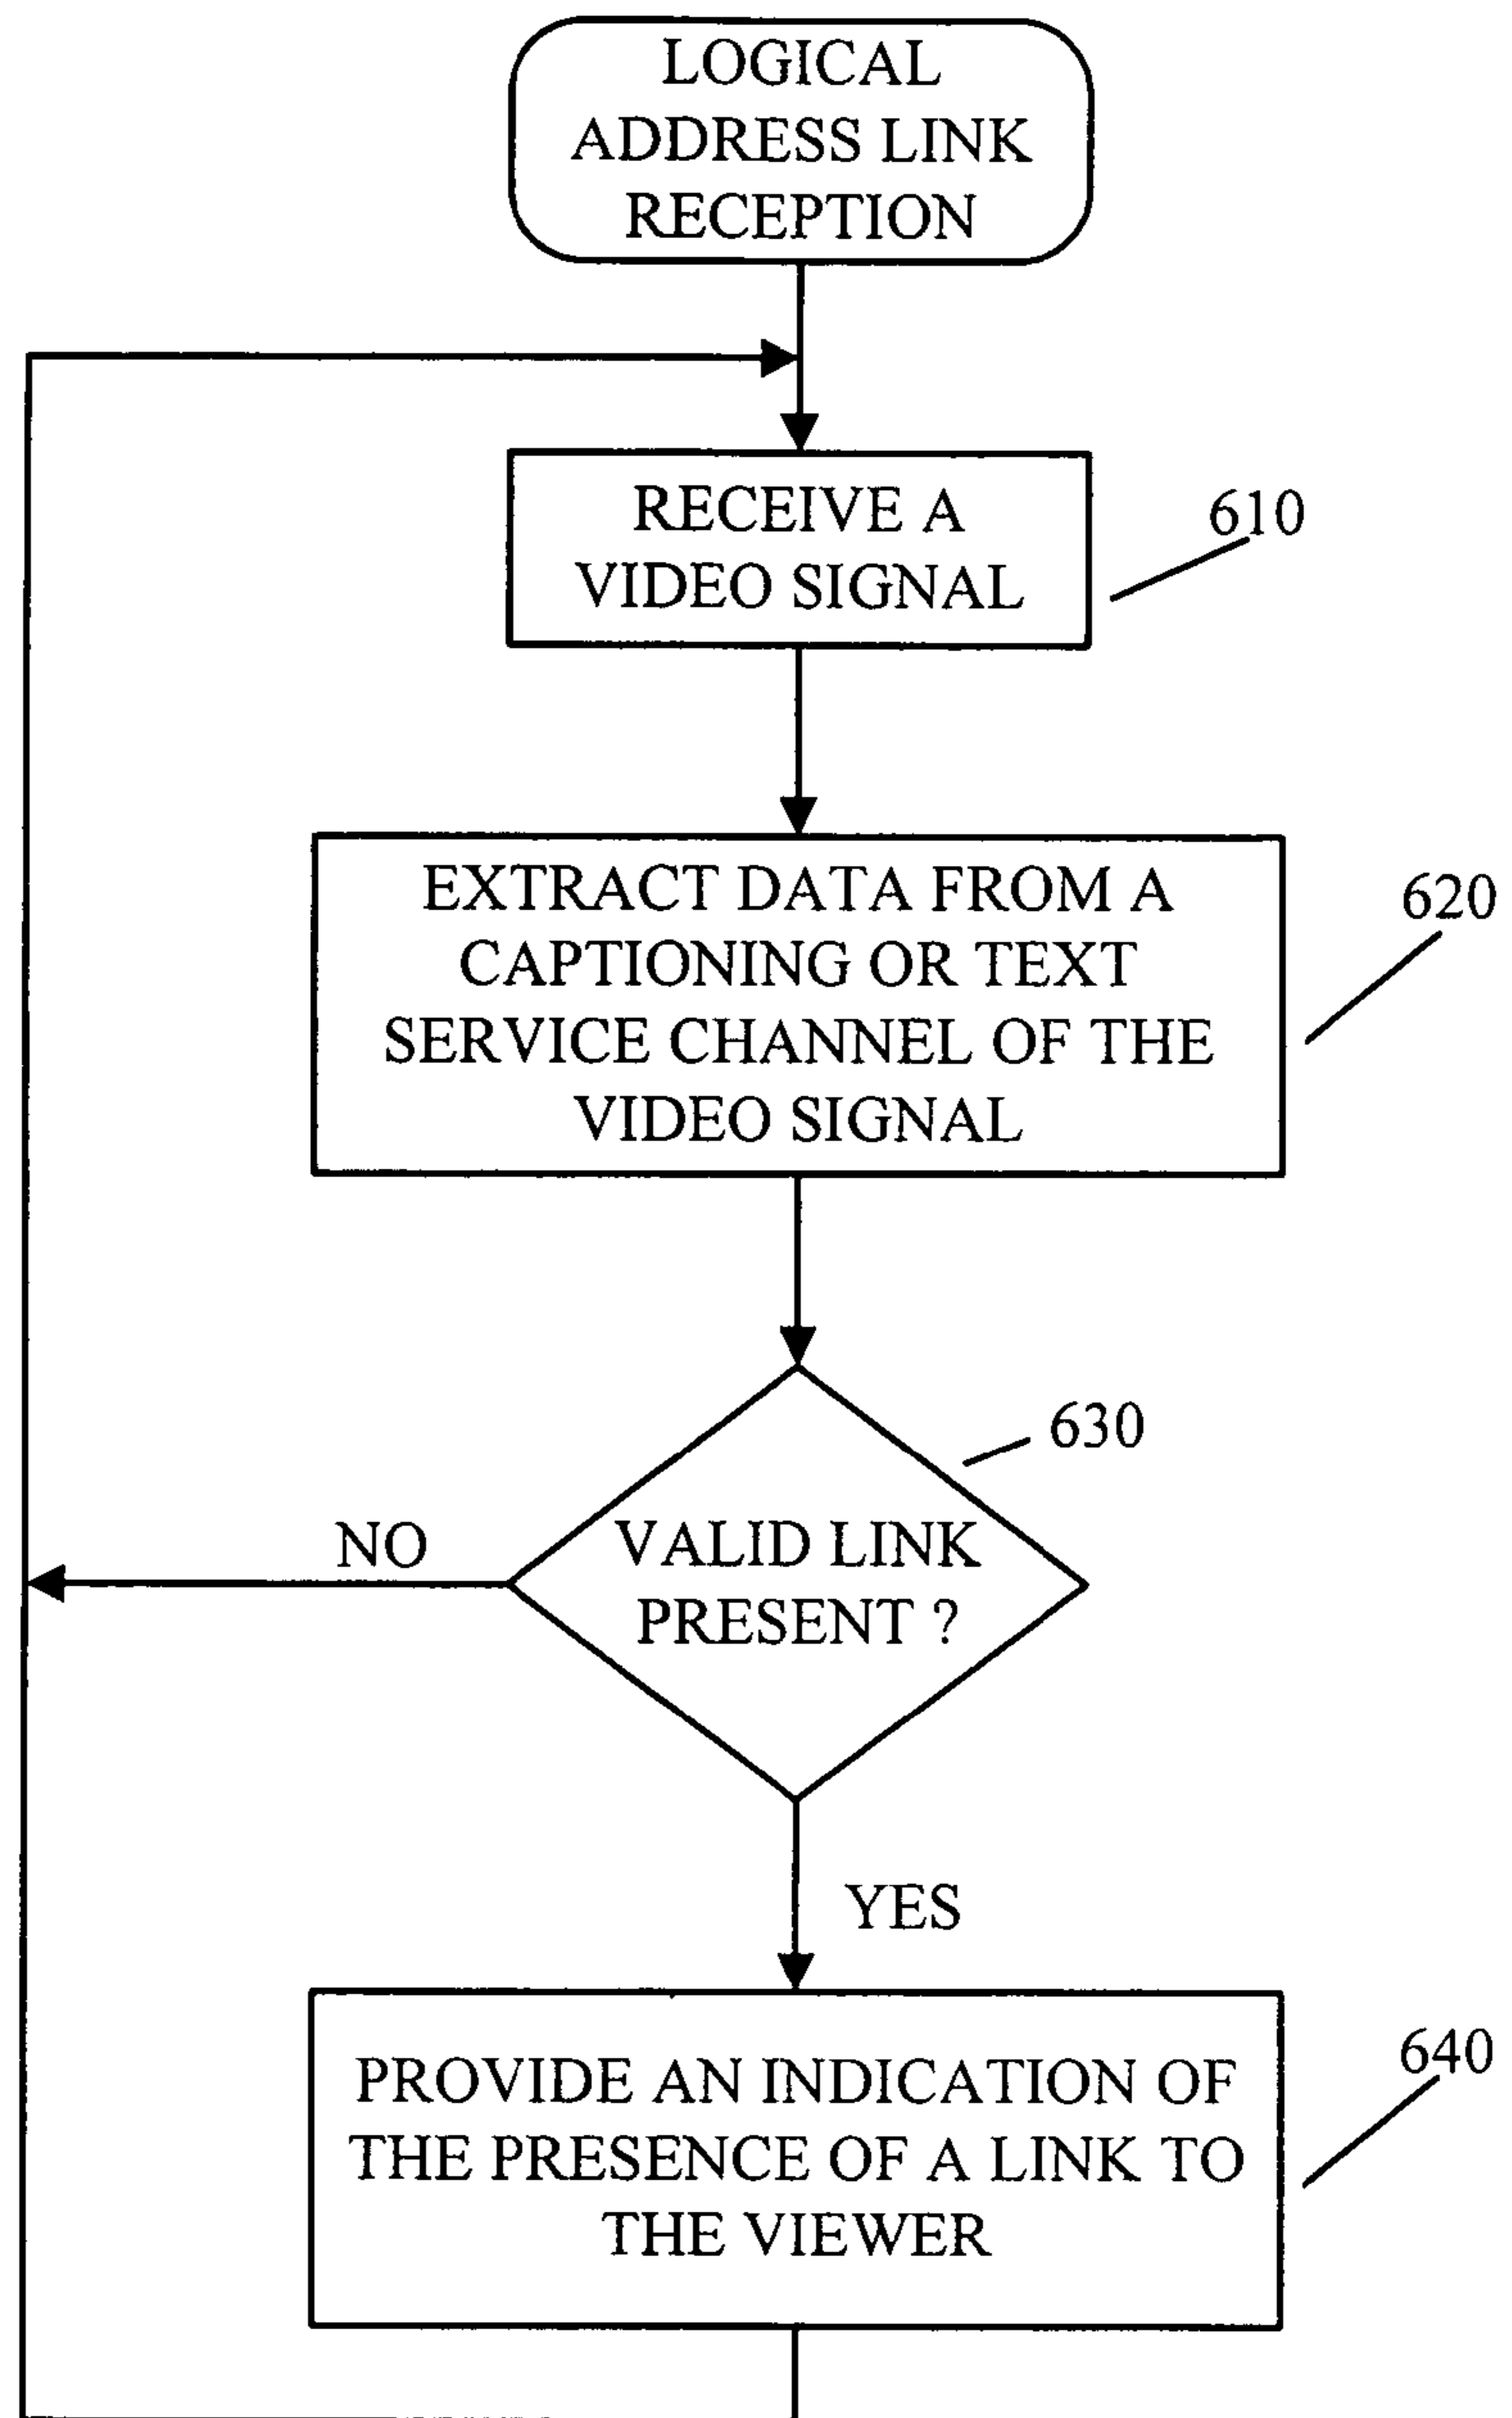 LOGICAL
ADDRESS LINK
RECEPTION
RECEIVE A
VIDEO SIGNAL
610
EXTRACT DATA FROM A
CAPTIONING OR TEXT
SERVICE CHANNEL OF THE
VIDEO SIGNAL
620
630
VALID LINK
PRESENT ?
NO
YES
PROVIDE AN INDICATION OF
THE PRESENCE OF A LINK TO
THE VIEWER
640